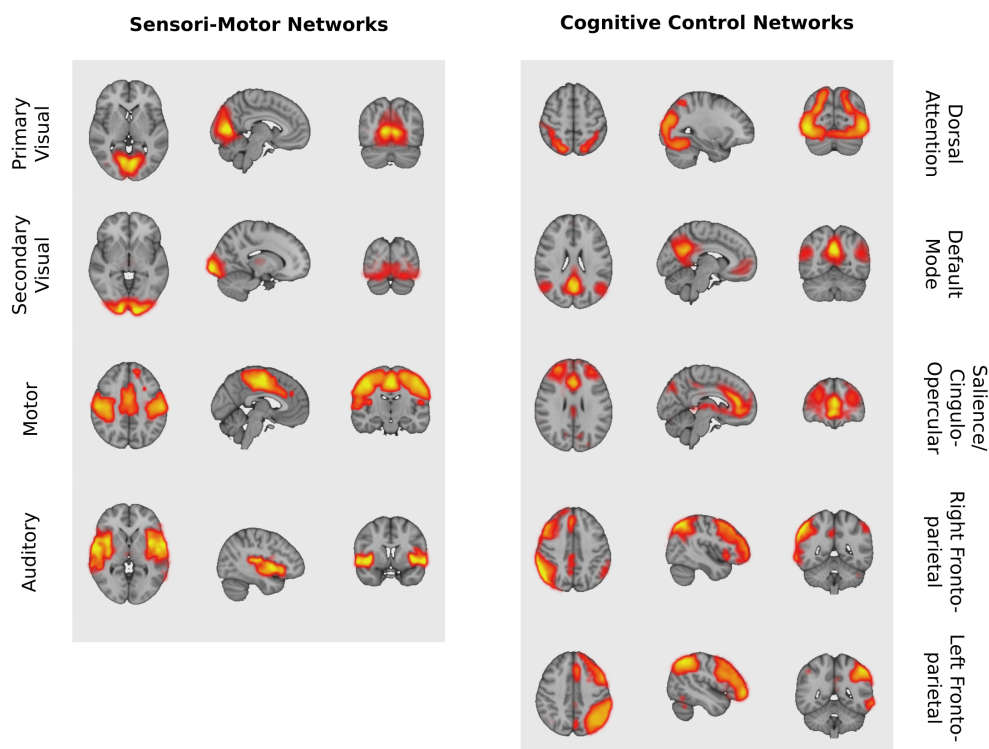 Sensori-Motor Networks
Primary
Visual
Secondary
Visual
Motor
Auditory
Cognitive Control Networks
Dorsal
Attention
Default
Mode
Salience/
Cingulo-
Opercular
Right Fronto-
parietal
Left Fronto-
parietal